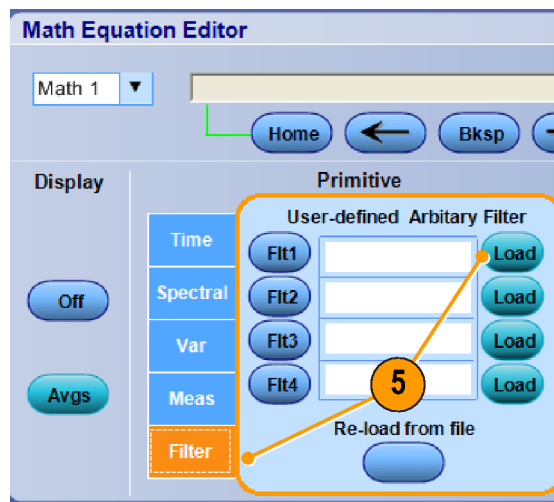 Math Equation Editor
Math 1
Home
Bksp
Display
Primitive
User-defined Arbitary Filter
Time
Flt1
Load
Spectral
Flt2
Load
Off
Var
Flt3
Load
Avgs
Meas
Flt4
5
Load
Filter
Re-load from file